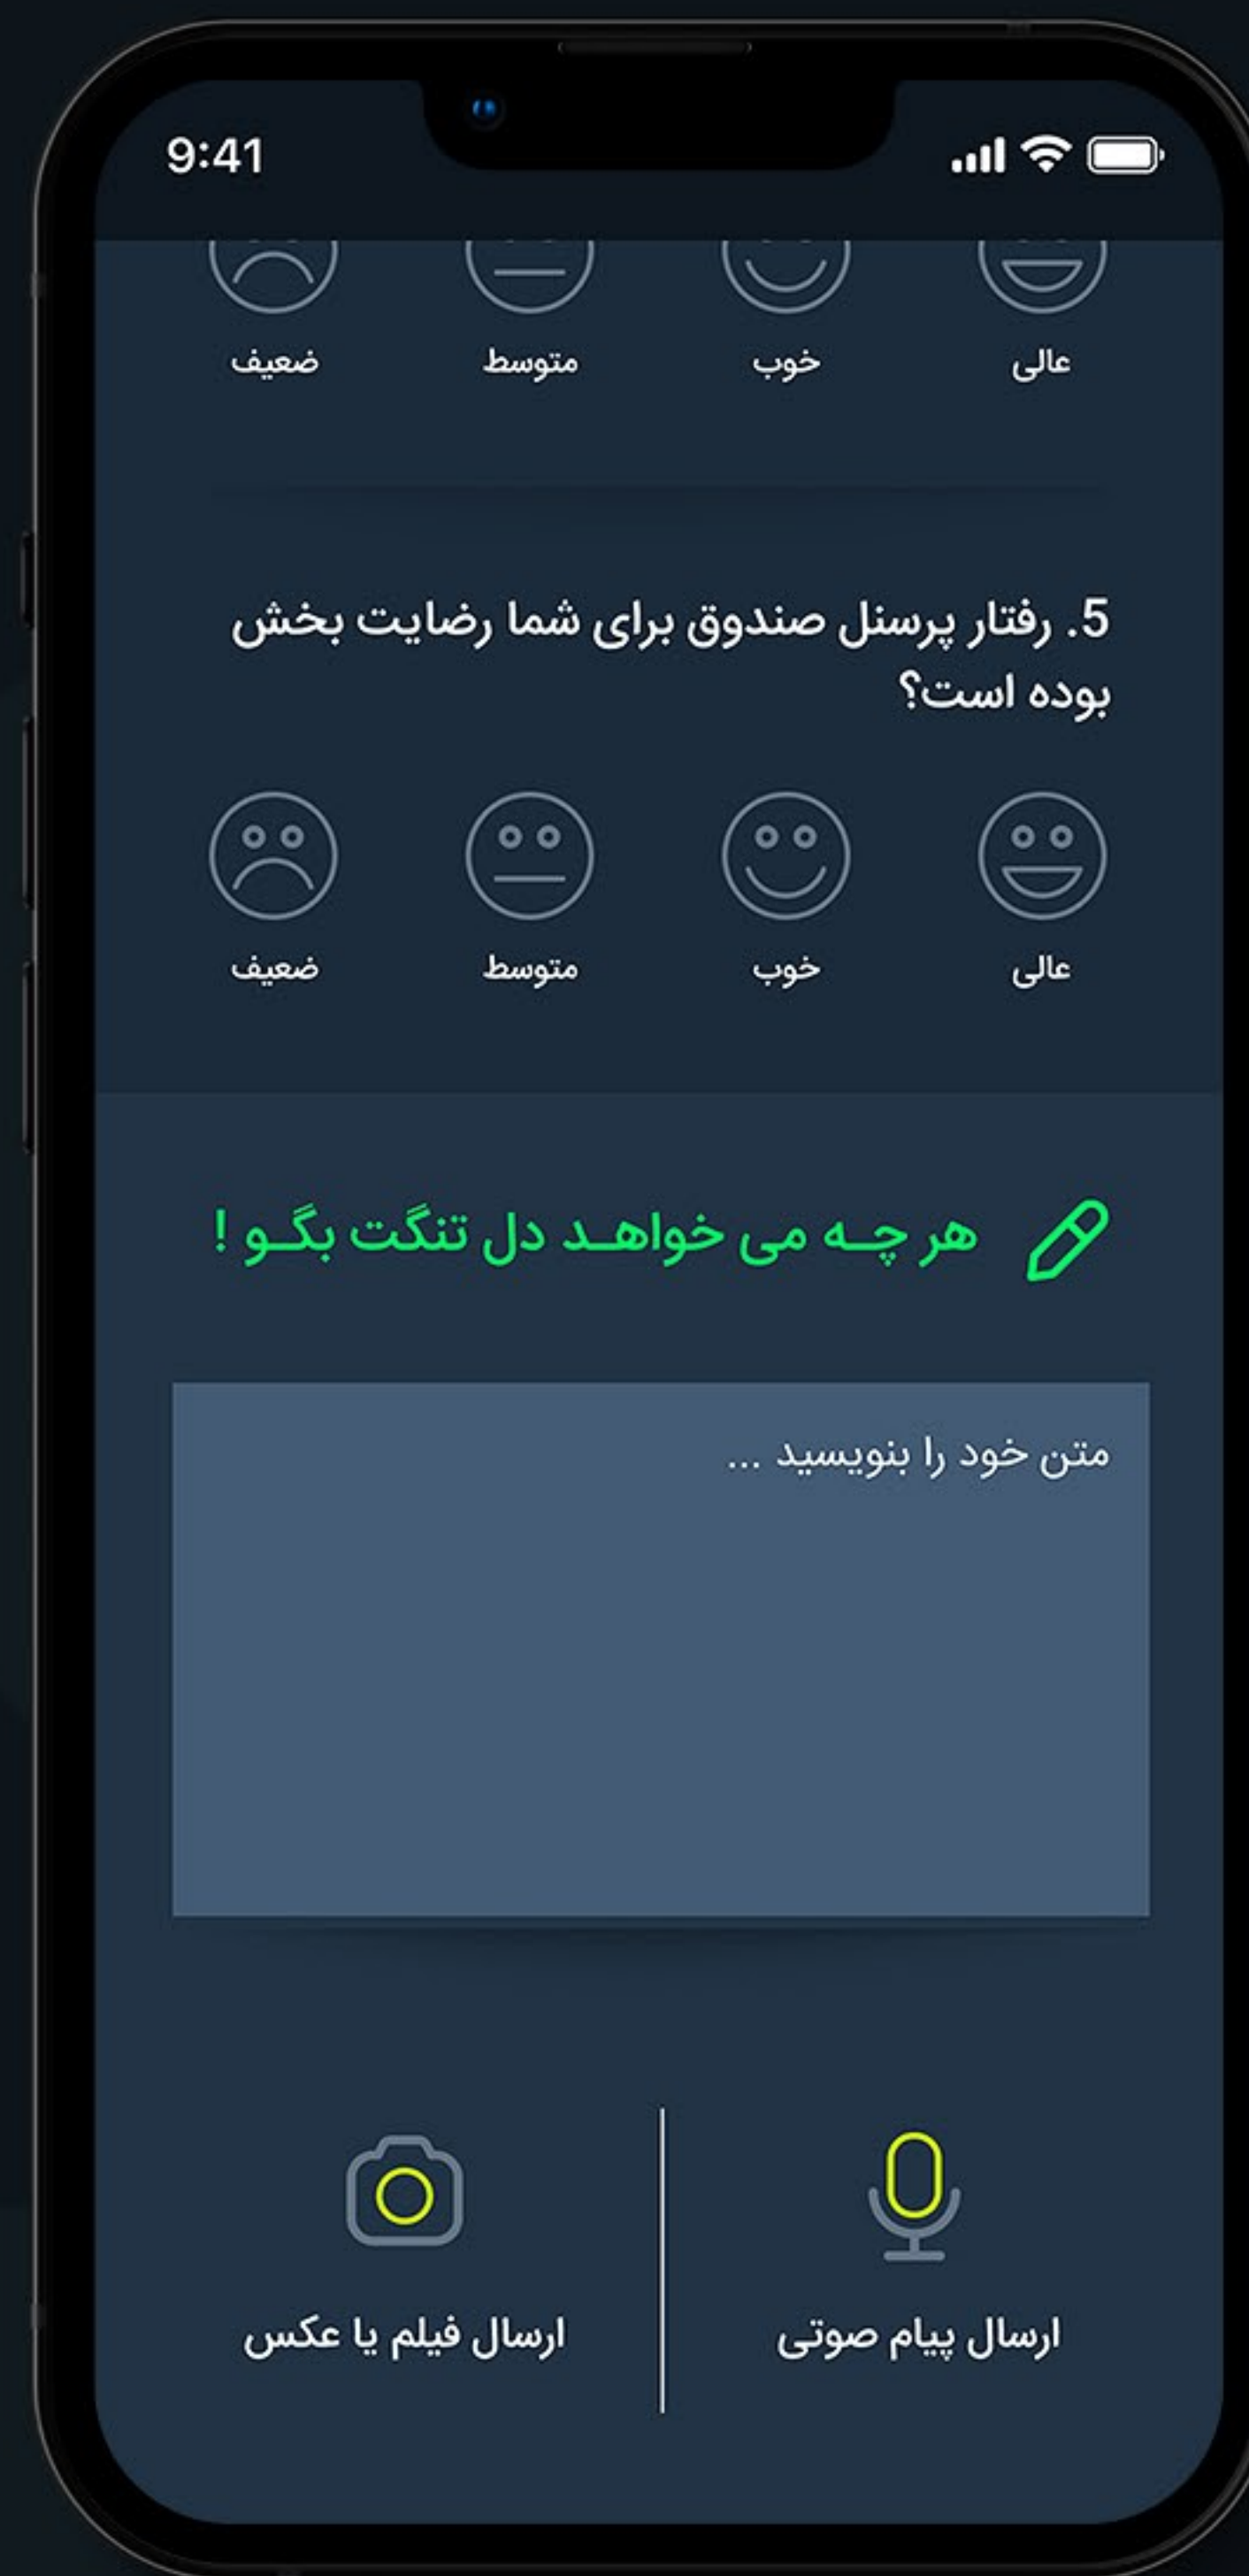 9:41
عالی خوب متوسط ضعیف
5. رفتار پرسنل صندوق برای شما رضایت بخش
بوده است؟
عالی خوب متوسط ضعیف
هر چـه می خواهـد دل تنگت بگـو !
متن خود را بنویسید ...
ارسال پیام صوتی
ارسال فیلم یا عکس